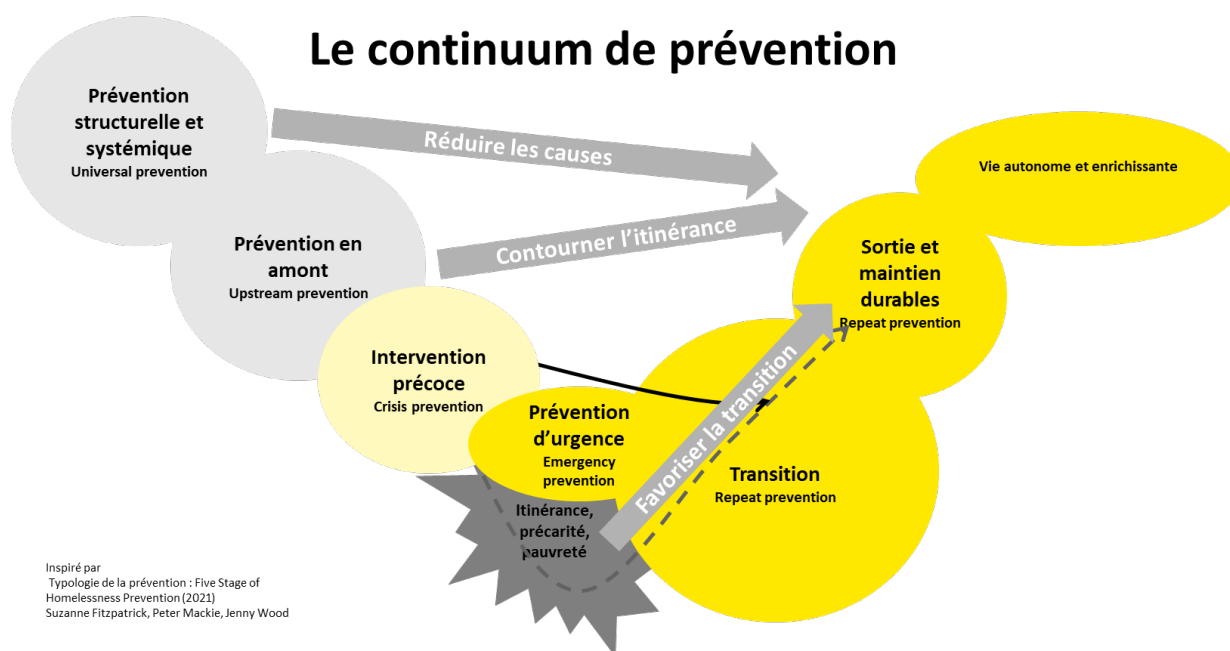 Le continuum de prévention
Prévention
structurelle et
systémique
Universal prevention
Réduire les causes
Vie autonome et enrichissante
Prévention en
amont
Upstream prevention
Contourner l'itinérance
Sortie et
maintien
durables
Repeat prevention
Intervention
précoce
Crisis prevention
Prévention
d'urgence
Emergency
prevention
Favoriser la transition
Transition
Repeat prevention
Itinérance,
précarité,
pauvreté
Inspiré par
Typologie de la prévention : Five Stage of
Homelessness Prevention (2021)
Suzanne Fitzpatrick, Peter Mackie, Jenny Wood